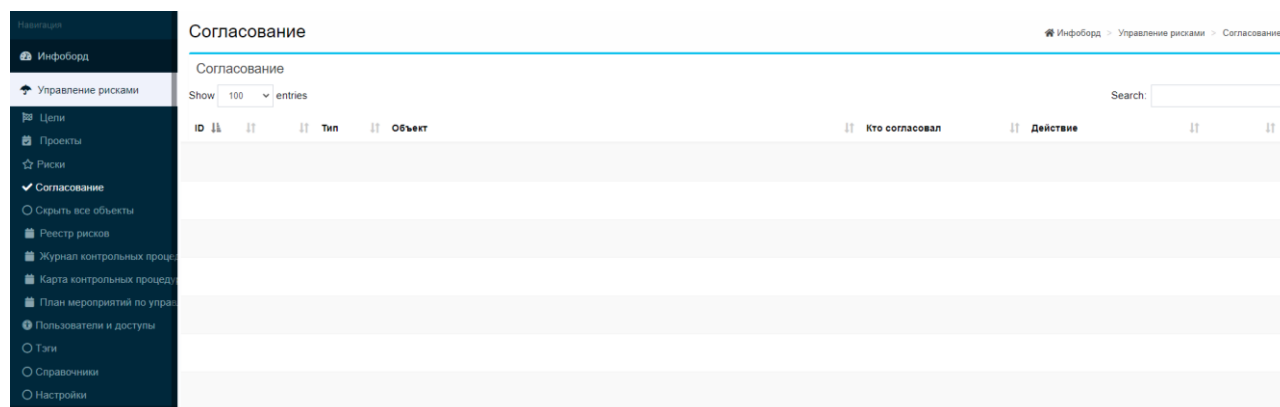 Навигация
Инфоборд
Управление рисками
Цели
Проекты
Риски
Согласование
Скрыть все объекты
Реестр рисков
Журнал контрольных процед
Карта контрольных процедур
План мероприятий по управ
Пользователи и доступы
Тэги
Справочники
Настройки
Согласование
Инфоборд > Управление рисками > Согласование
Согласование
Show 100 entries Search:
ID Тип Объект Кто согласовал Действие